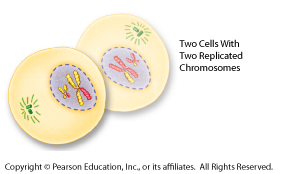 Two Cells With
Two Replicated
Chromosomes
Copyright © Pearson Education, Inc., or its affiliates. All Rights Reserved.